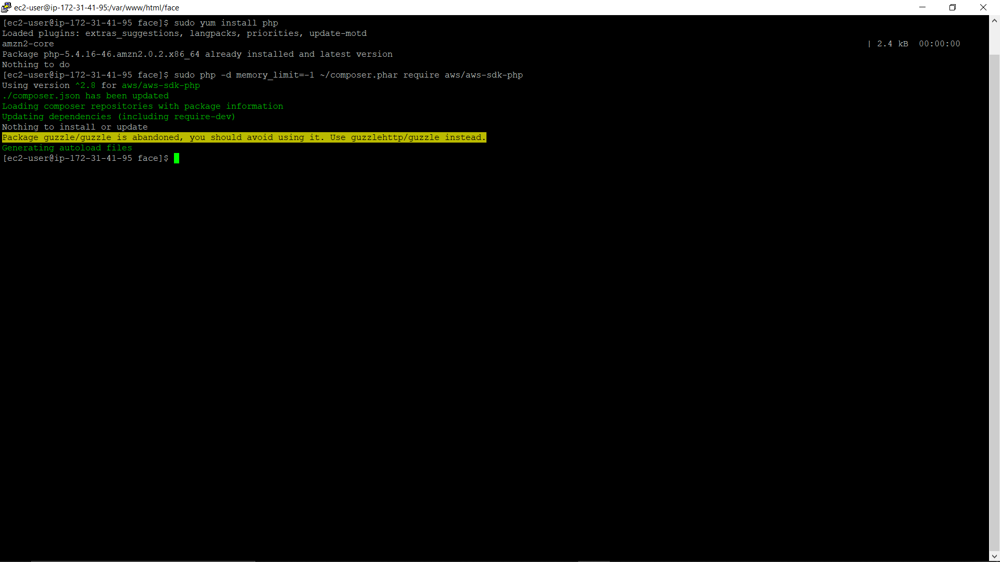 ec2-user@ip-172-31-41-95:/var/www/html/face
[ec2-user@ip-172-31-41-95 face]$ sudo yum install php
Loaded plugins: extras_suggestions, langpacks, priorities, update-motd
amzn2-core | 2.4 kB 00:00:00
Package php-5.4.16-46.amzn2.0.2.x86_64 already installed and latest version
Nothing to do
[ec2-user@ip-172-31-41-95 face]$ sudo php -d memory_limit=-1 ~/composer.phar require aws/aws-sdk-php
Using version ^2.8 for aws/aws-sdk-php
./composer.json has been updated
Loading composer repositories with package information
Updating dependencies (including require-dev)
Nothing to install or update
Package guzzle/guzzle is abandoned, you should avoid using it. Use guzzlehttp/guzzle instead.
Generating autoload files
[ec2-user@ip-172-31-41-95 face]$